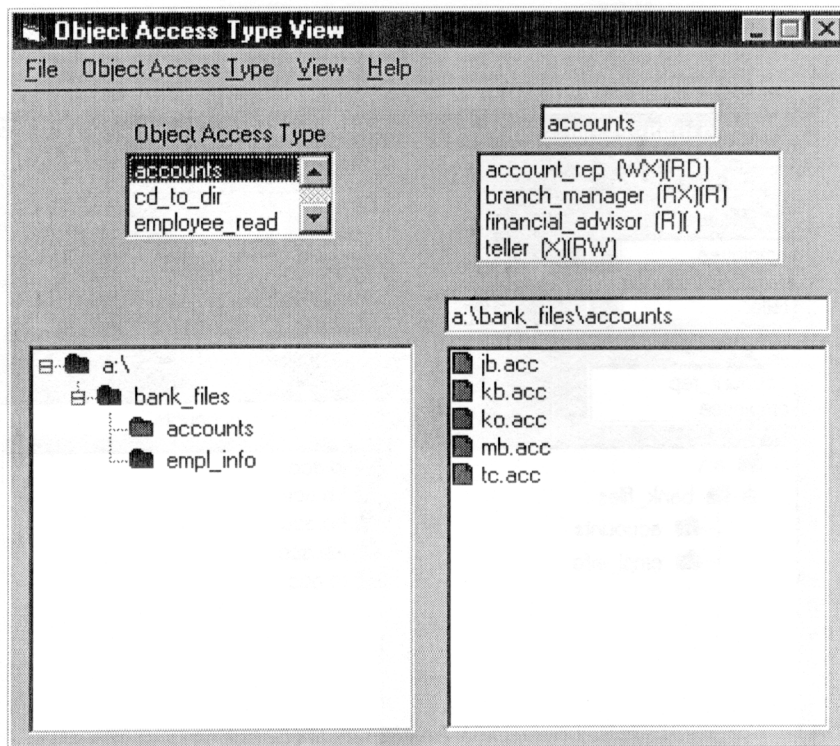 Object Access Type View
File Object Access Type View Help
Object Access Type
accounts
cd_to_dir
employee_read
accounts
account_rep (WX)(RD)
branch_manager (RX)(R)
financial_advisor (R)( )
teller (X)(RW)
a:\bank_files\accounts
a:\
bank_files
accounts
empl_info
jb.acc
kb.acc
ko.acc
mb.acc
tc.acc